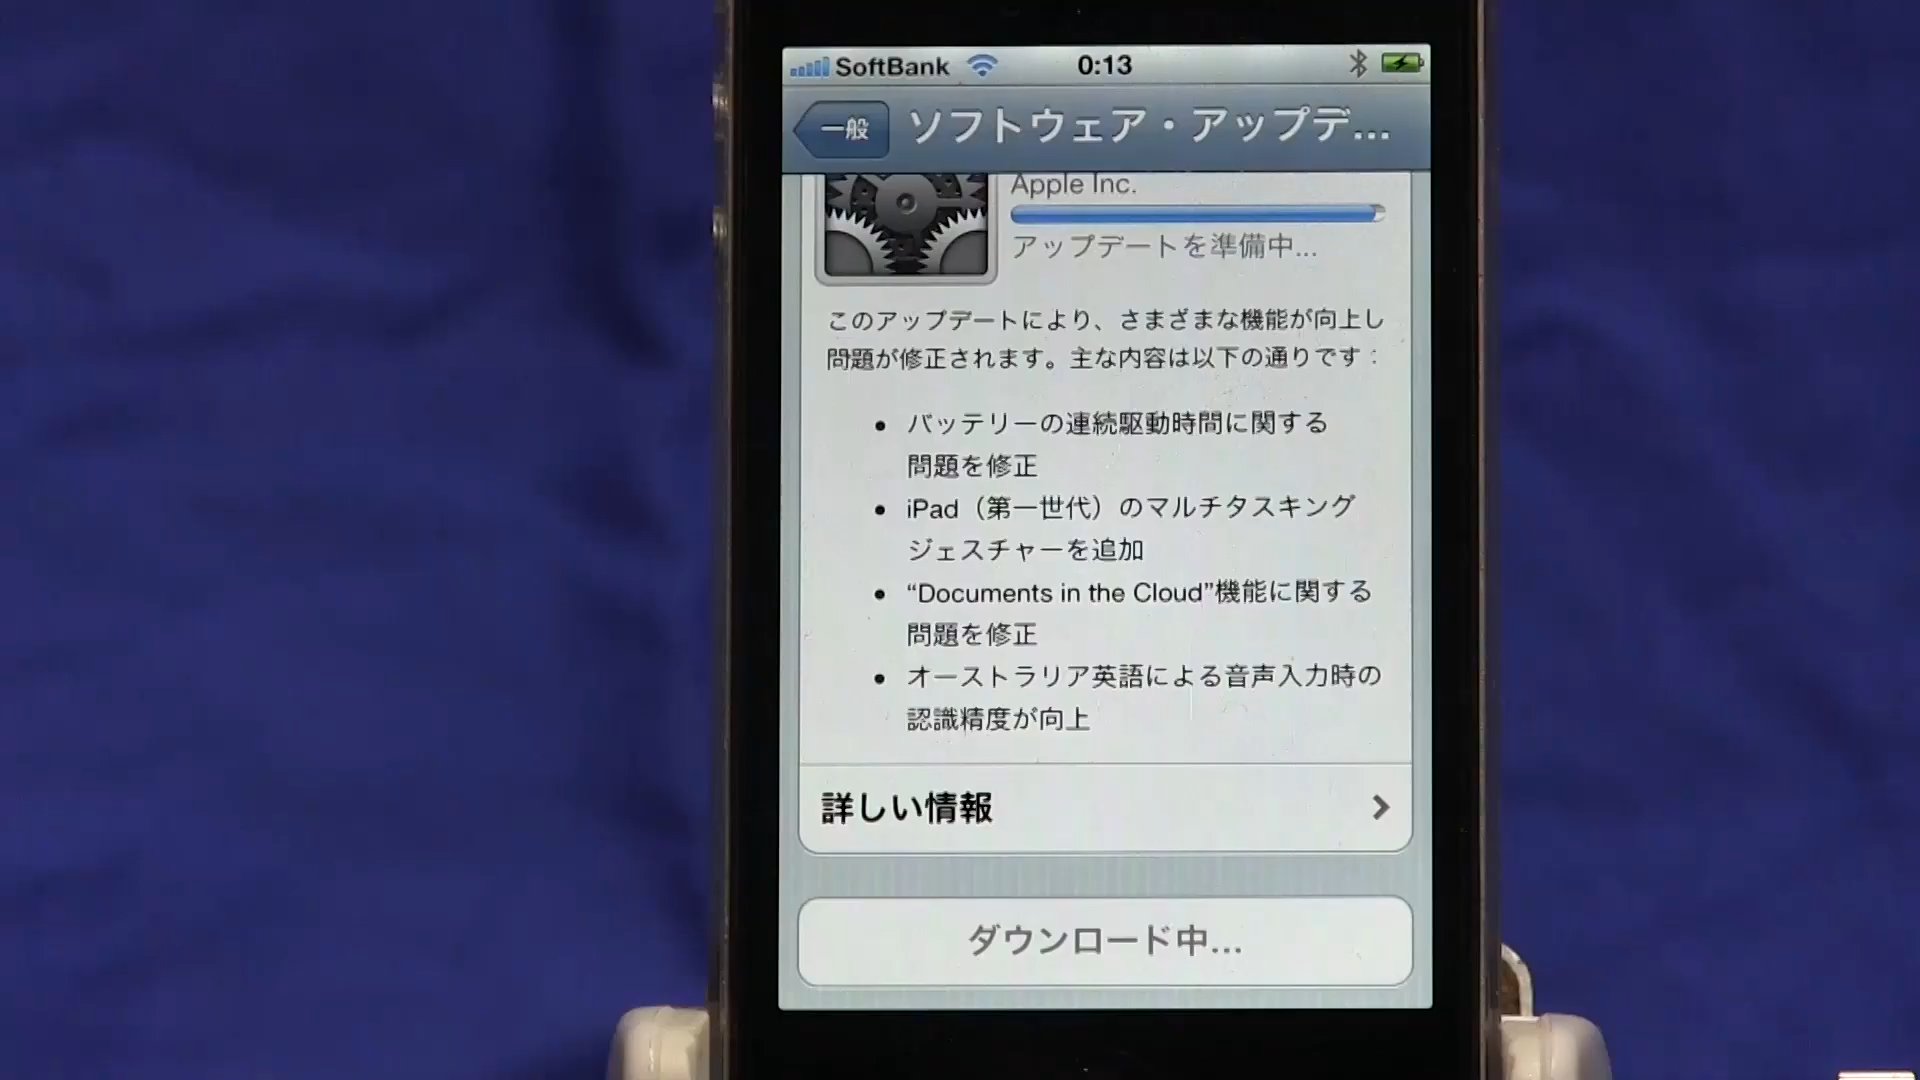 SoftBank 0:13
一般 ソフトウェア・アップデ...
Apple Inc.
アップデートを準備中...
このアップデートにより、さまざまな機能が向上し
問題が修正されます。主な内容は以下の通りです：
• バッテリーの連続駆動時間に関する
問題を修正
• iPad（第一世代）のマルチタスキング
ジェスチャーを追加
• “Documents in the Cloud”機能に関する
問題を修正
• オーストラリア英語による音声入力時の
認識精度が向上
詳しい情報
ダウンロード中...